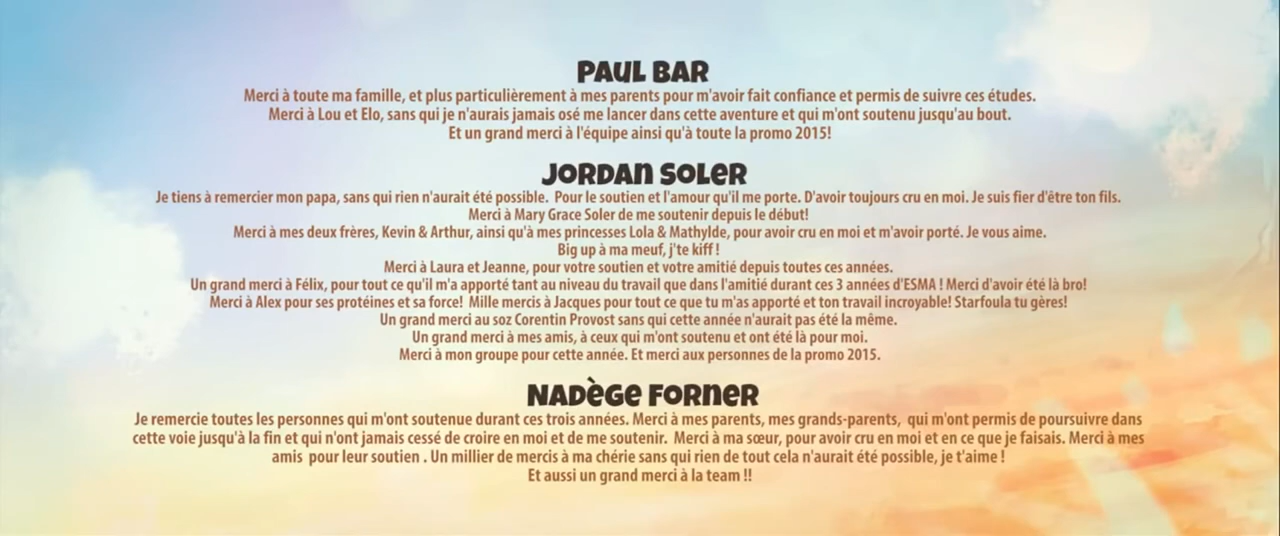 PAUL BAR
Merci à toute ma famille, et plus particulièrement à mes parents pour m'avoir fait confiance et permis de suivre ces études.
Merci à Lou et Elo, sans qui je n'aurais jamais osé me lancer dans cette aventure et qui m'ont soutenu jusqu'au bout.
Et un grand merci à l'équipe ainsi qu'à toute la promo 2015!
JORDAN SOLER
Je tiens à remercier mon papa, sans qui rien n'aurait été possible.  Pour le soutien et l'amour qu'il me porte. D'avoir toujours cru en moi. Je suis fier d'être ton fils.
Merci à Mary Grace Soler de me soutenir depuis le début!
Merci à mes deux frères, Kevin & Arthur, ainsi qu'à mes princesses Lola & Mathylde, pour avoir cru en moi et m'avoir porté. Je vous aime.
Big up à ma meuf, j'te kiff !
Merci à Laura et Jeanne, pour votre soutien et votre amitié depuis toutes ces années.
Un grand merci à Félix, pour tout ce qu'il m'a apporté tant au niveau du travail que dans l'amitié durant ces 3 années d'ESMA ! Merci d'avoir été là bro!
Merci à Alex pour ses protéines et sa force!  Mille mercis à Jacques pour tout ce que tu m'as apporté et ton travail incroyable! Starfoula tu gères!
Un grand merci au soz Corentin Provost sans qui cette année n'aurait pas été la même.
Un grand merci à mes amis, à ceux qui m'ont soutenu et ont été là pour moi.
Merci à mon groupe pour cette année. Et merci aux personnes de la promo 2015.
NADÈGE FORNER
Je remercie toutes les personnes qui m'ont soutenue durant ces trois années. Merci à mes parents, mes grands-parents,  qui m'ont permis de poursuivre dans
cette voie jusqu'à la fin et qui n'ont jamais cessé de croire en moi et de me soutenir.  Merci à ma sœur, pour avoir cru en moi et en ce que je faisais. Merci à mes
amis  pour leur soutien . Un millier de mercis à ma chérie sans qui rien de tout cela n'aurait été possible, je t'aime !
Et aussi un grand merci à la team !!